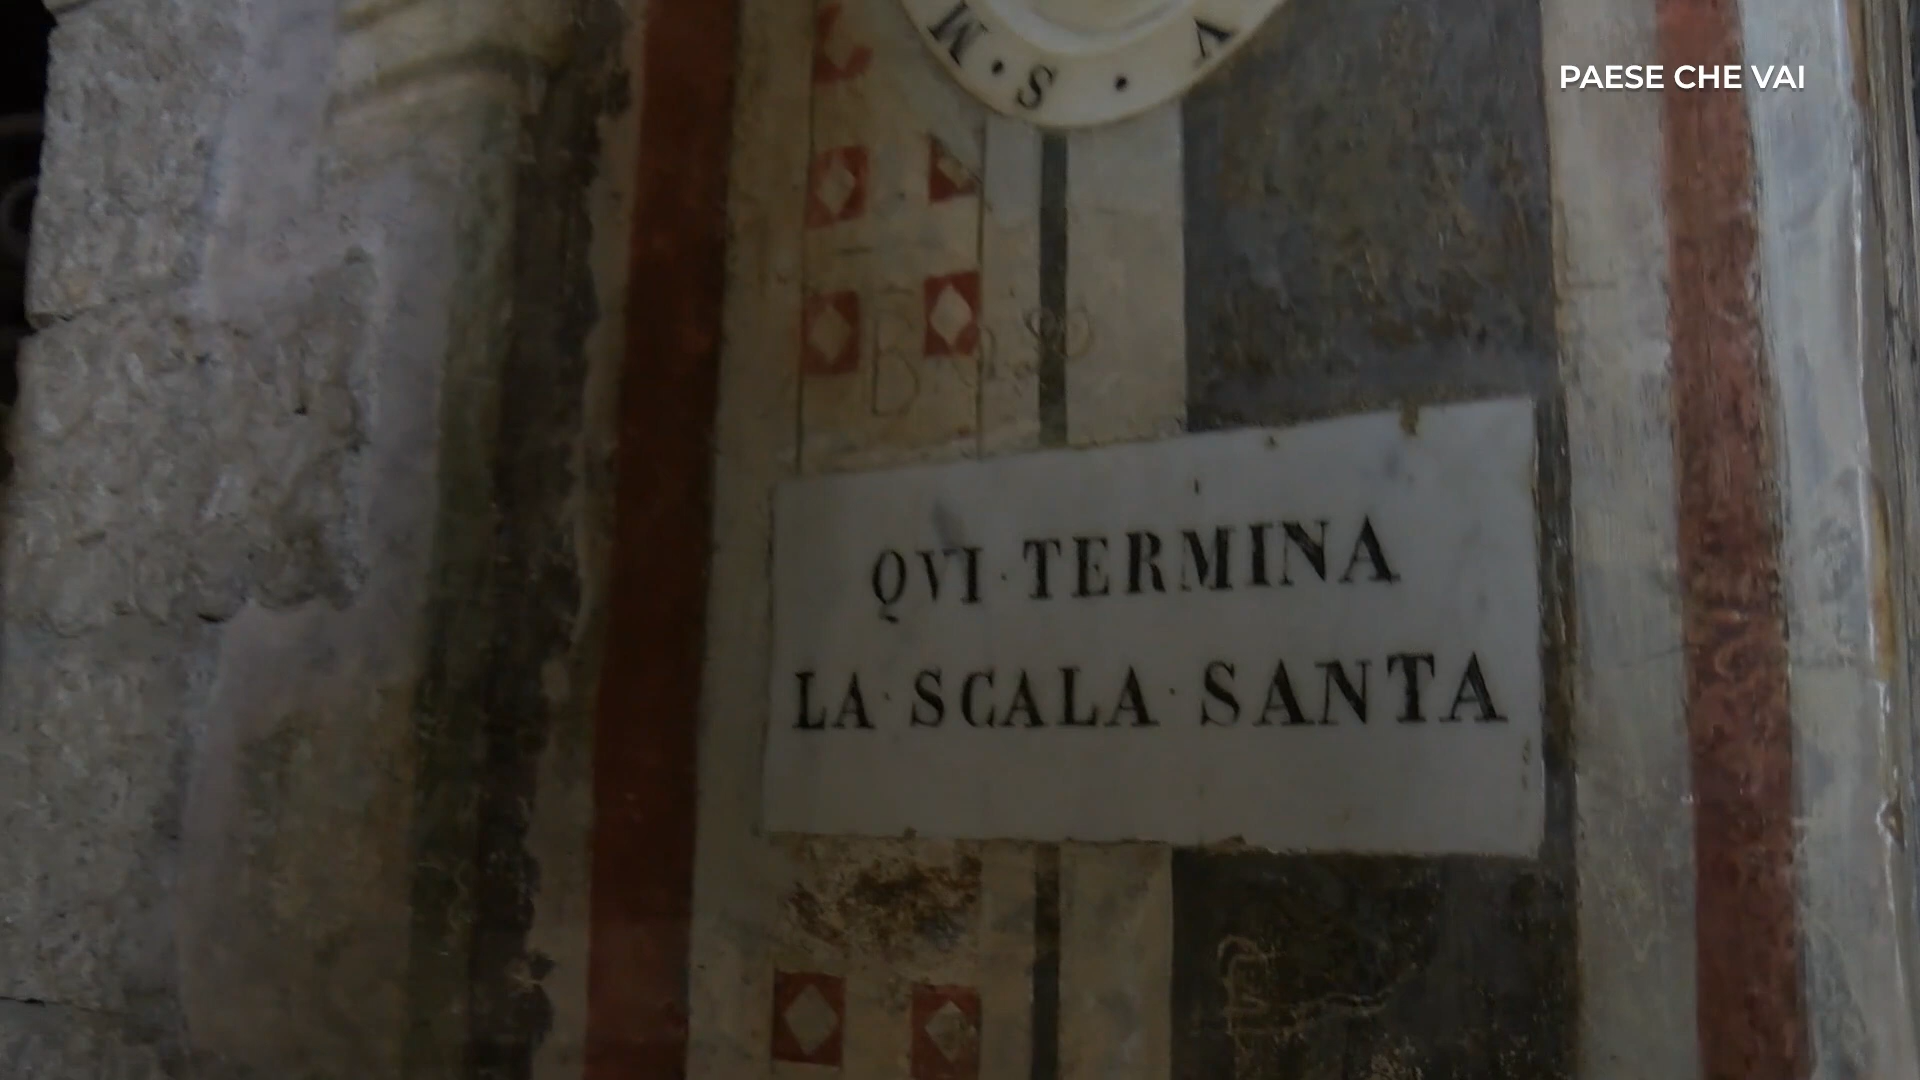 PAESE CHE VAI
M · S · V
QVI · TERMINA
LA · SCALA · SANTA